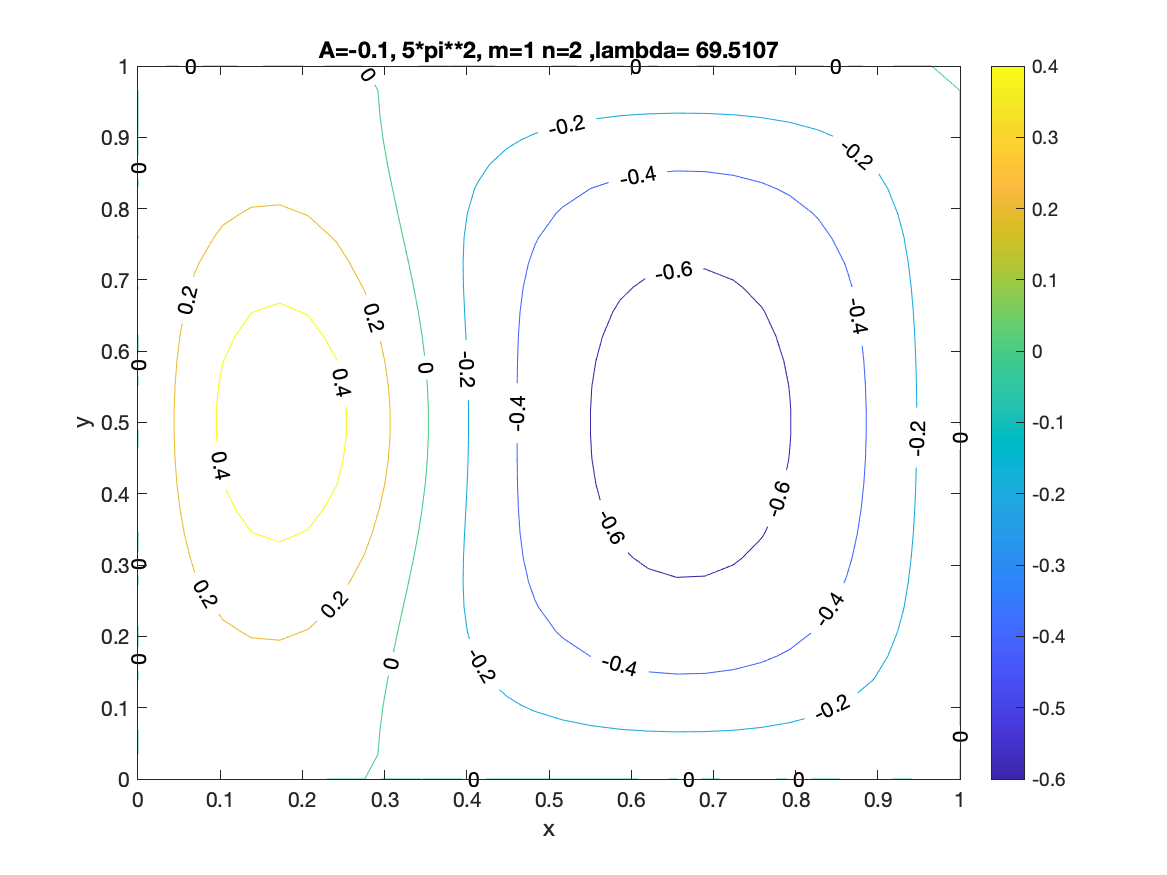 A=-0.1, 5*pi**2, m=1 n=2 ,lambda= 69.5107
1 0 0 0 0 0.4
0.9 -0.2 -0.2 0.3
0 -0.4
0.8 0.2
0.7 -0.6
0.2 0.2 -0.4 0.1
0.6 0 0 -0.2 0 0.4
y 0.5 -0.4 -0.2 0 -0.1
0.4 0.4 -0.6 -0.6 -0.2
0.3 0 -0.3
0.2 0.2 -0.4
0.2 -0.4
0 0 -0.2 -0.4
0.1 -0.2 0 -0.5
0 0 0 0 -0.6
0 0.1 0.2 0.3 0.4 0.5 0.6 0.7 0.8 0.9 1
x